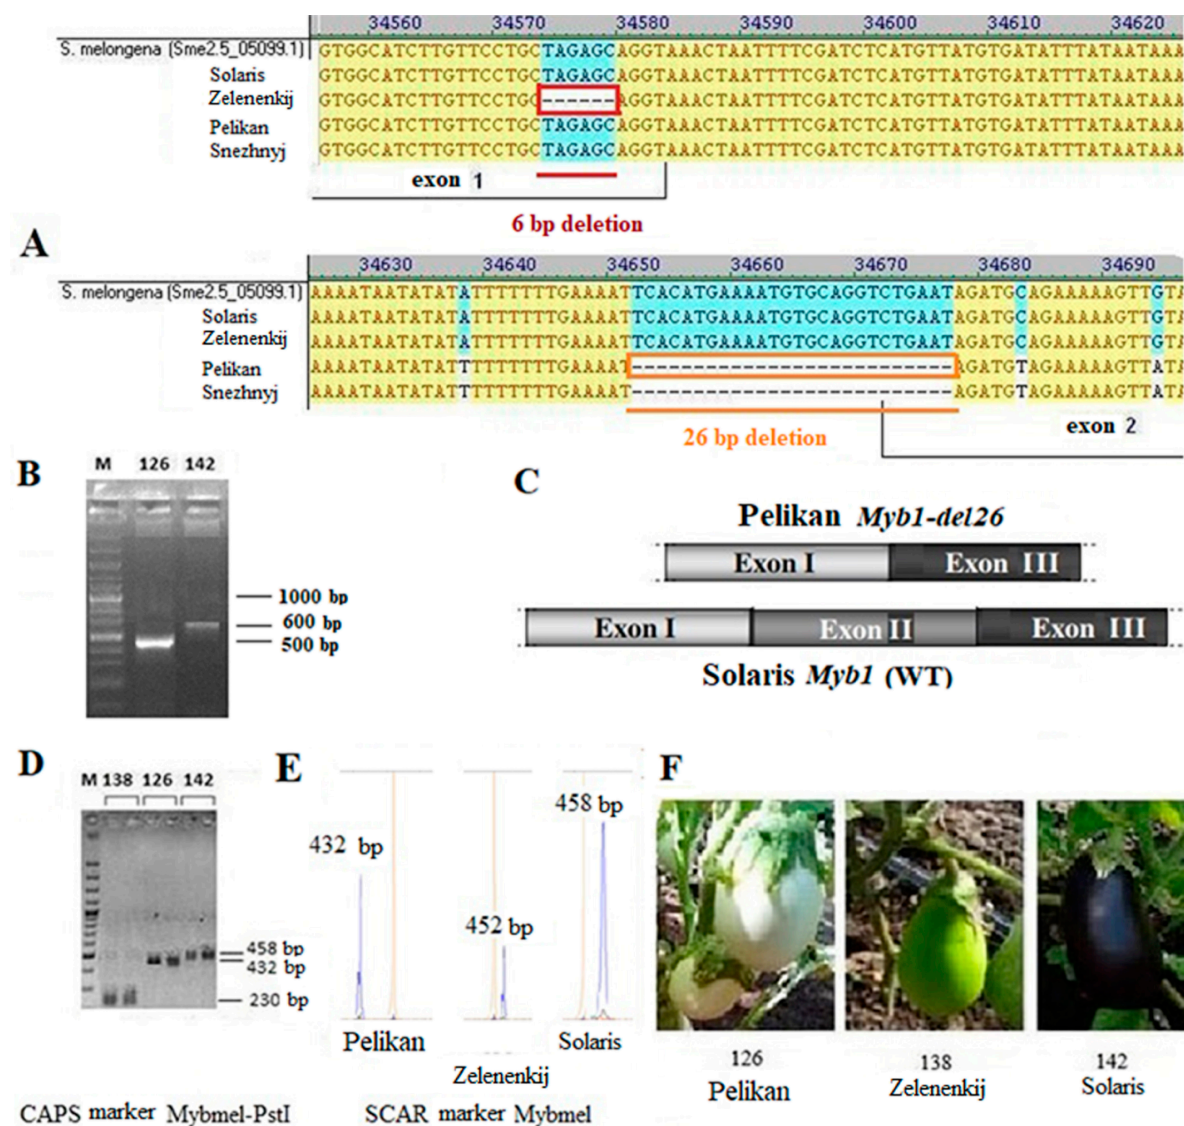 34560 34570 34580 34590 34600 34610 34620
S. melongena (Sme2.5_05099.1) GTGGCATCTTGTTCCTGCTAGAGCAGGTAAACTAATTTTCGATCTCATGTTATGTGATATTTATAATAAA
Solaris GTGGCATCTTGTTCCTGCTAGAGCAGGTAAACTAATTTTCGATCTCATGTTATGTGATATTTATAATAAA
Zelenenkij GTGGCATCTTGTTCCTGC------AGGTAAACTAATTTTCGATCTCATGTTATGTGATATTTATAATAAA
Pelikan GTGGCATCTTGTTCCTGCTAGAGCAGGTAAACTAATTTTCGATCTCATGTTATGTGATATTTATAATAAA
Snezhnyj GTGGCATCTTGTTCCTGCTAGAGCAGGTAAACTAATTTTCGATCTCATGTTATGTGATATTTATAATAAA
exon 1
6 bp deletion
A
34630 34640 34650 34660 34670 34680 34690
S. melongena (Sme2.5_05099.1) AAAATAATATATATTTTTTTGAAAATTCACATGAAAATGTGCAGGTCTGAATAGATGCAGAAAAAGTTGTA
Solaris AAAATAATATATATTTTTTTGAAAATTCACATGAAAATGTGCAGGTCTGAATAGATGCAGAAAAAGTTGTA
Zelenenkij AAAATAATATATATTTTTTTGAAAATTCACATGAAAATGTGCAGGTCTGAATAGATGCAGAAAAAGTTGTA
Pelikan AAAATAATATATTTTTTTTTGAAAAT--------------------------AGATGTAGAAAAAGTTATA
Snezhnyj AAAATAATATATTTTTTTTTGAAAAT--------------------------AGATGTAGAAAAAGTTATA
26 bp deletion
exon 2
B
M 126 142
1000 bp
600 bp
500 bp
C
Pelikan Myb1-del26
Exon I Exon III
Exon I Exon II Exon III
Solaris Myb1 (WT)
D
M 138 126 142
458 bp
432 bp
230 bp
CAPS marker Mybmel-PstI
E
432 bp
452 bp
458 bp
Pelikan
Zelenenkij
Solaris
SCAR marker Mybmel
F
126
Pelikan
138
Zelenenkij
142
Solaris